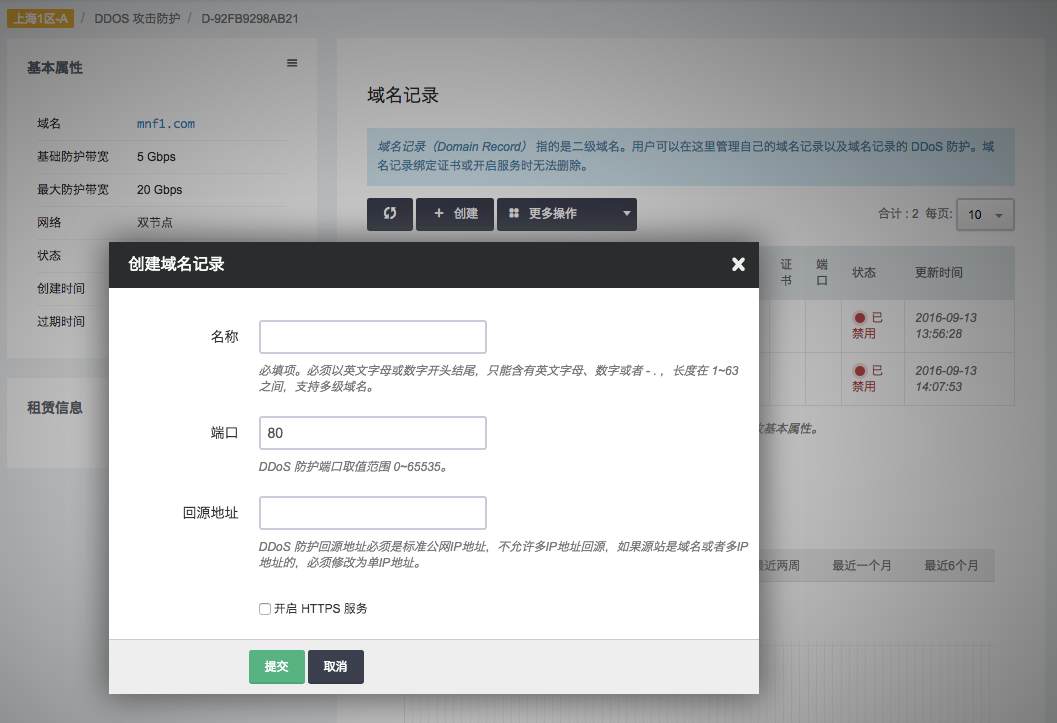 上海1区-A / DDOS 攻击防护 / D-92FB9298AB21
基本属性
域名 mnf1.com
基础防护带宽 5 Gbps
最大防护带宽 20 Gbps
网络 双节点
状态
创建时间
过期时间
租赁信息
域名记录
域名记录（Domain Record） 指的是二级域名。用户可以在这里管理自己的域名记录以及域名记录的 DDoS 防护。域
名记录绑定证书或开启服务时无法删除。
+ 创建 更多操作 合计 : 2 每页: 10
证书 端口 状态 更新时间
已禁用 2016-09-13
13:56:28
已禁用 2016-09-13
14:07:53
基本属性。
最近两周 最近一个月 最近6个月
创建域名记录
名称
必填项。必须以英文字母或数字开头结尾，只能含有英文字母、数字或者 - . ，长度在 1~63
之间，支持多级域名。
端口 80
DDoS 防护端口取值范围 0~65535。
回源地址
DDoS 防护回源地址必须是标准公网IP地址，不允许多IP地址回源，如果源站是域名或者多IP
地址的，必须修改为单IP地址。
开启 HTTPS 服务
提交 取消